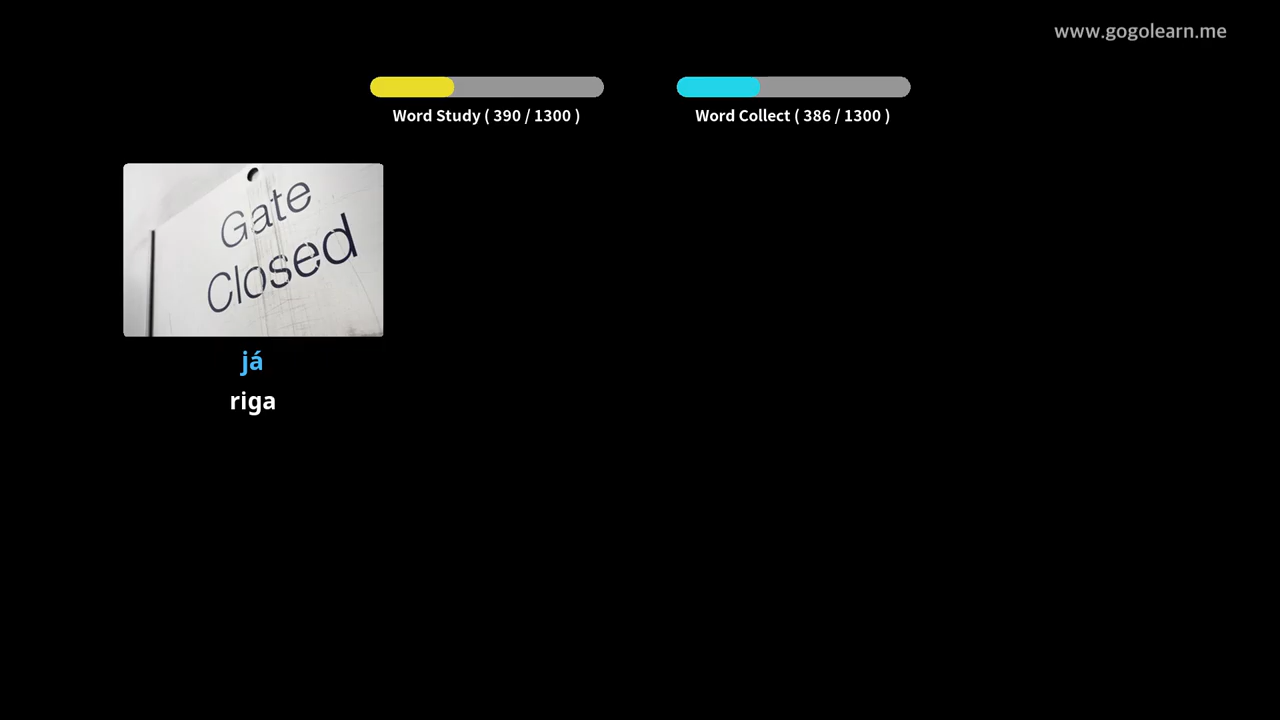 www.gogolearn.me
Word Study ( 390 / 1300 )
Word Collect ( 386 / 1300 )
Gate
Closed
já
riga